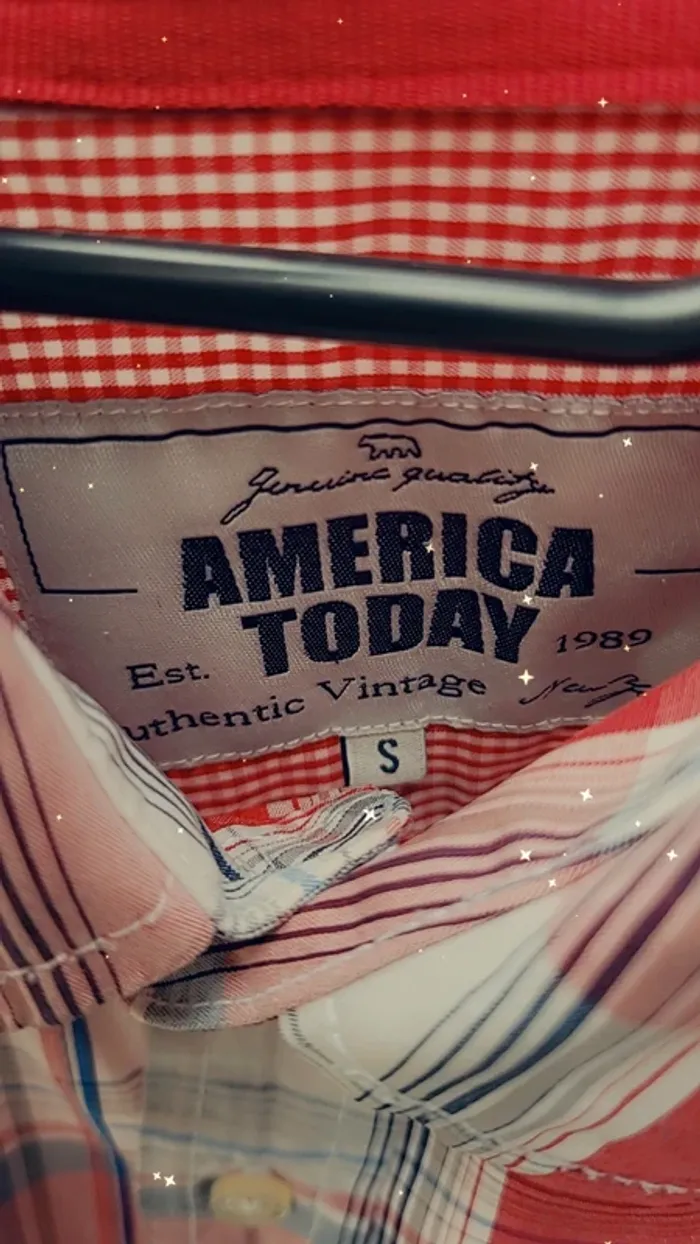 Genuine quality
AMERICA
TODAY
Est. 1989
uthentic Vintage
S